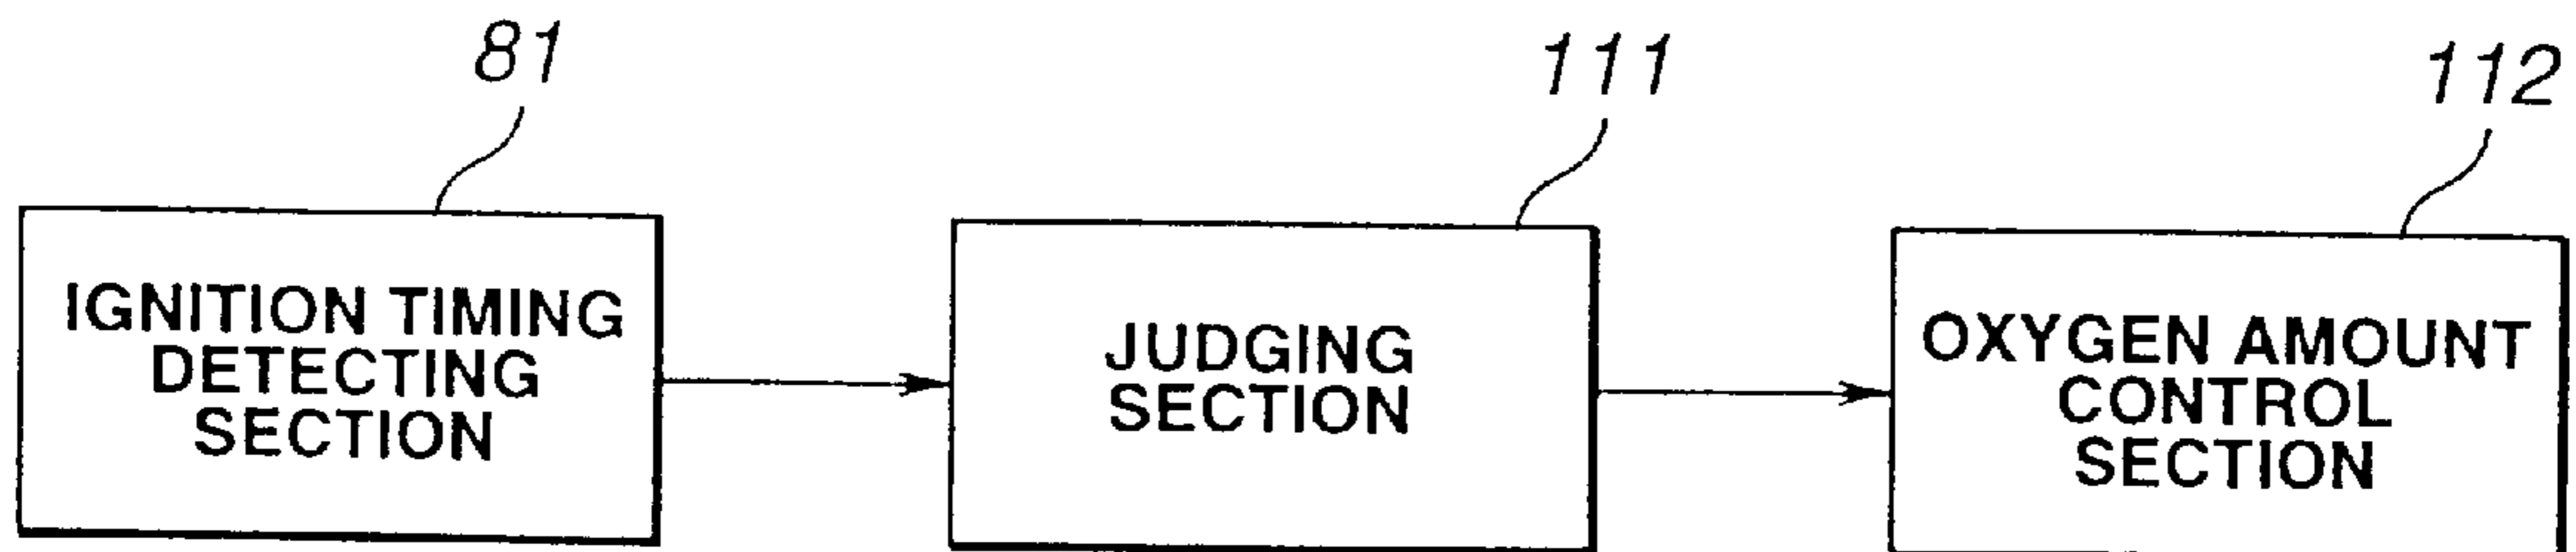 81
111
112
IGNITION TIMING
DETECTING
SECTION
JUDGING
SECTION
OXYGEN AMOUNT
CONTROL
SECTION